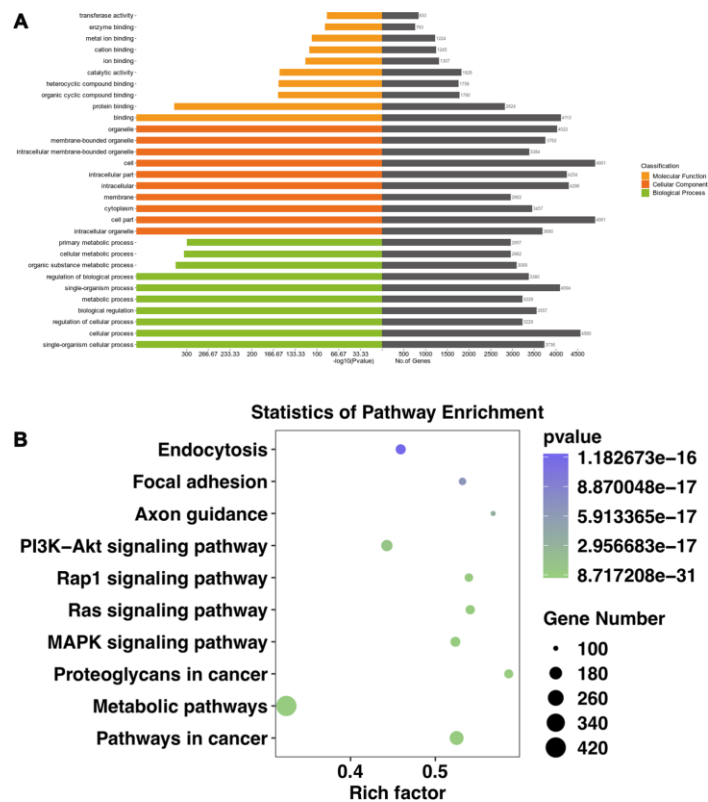 A
transferase activity
enzyme binding
metal ion binding
cation binding
ion binding
catalytic activity
heterocyclic compound binding
organic cyclic compound binding
protein binding
binding
organelle
membrane-bounded organelle
intracellular membrane-bounded organelle
cell
intracellular part
intracellular
membrane
cytoplasm
cell part
intracellular organelle
primary metabolic process
cellular metabolic process
organic substance metabolic process
regulation of biological process
single-organism process
metabolic process
biological regulation
regulation of cellular process
cellular process
single-organism cellular process
300 266.67 233.33 200 166.67 133.33 100 66.67 33.33 500 1000 1500 2000 2500 3000 3500 4000 4500
-log10(Pvalue) No.of Genes
Classification
Molecular Function
Cellular Component
Biological Process
B
Statistics of Pathway Enrichment
Endocytosis
Focal adhesion
Axon guidance
PI3K−Akt signaling pathway
Rap1 signaling pathway
Ras signaling pathway
MAPK signaling pathway
Proteoglycans in cancer
Metabolic pathways
Pathways in cancer
0.4 0.5
Rich factor
pvalue
1.182673e−16
8.870048e−17
5.913365e−17
2.956683e−17
8.717208e−31
Gene Number
100
180
260
340
420